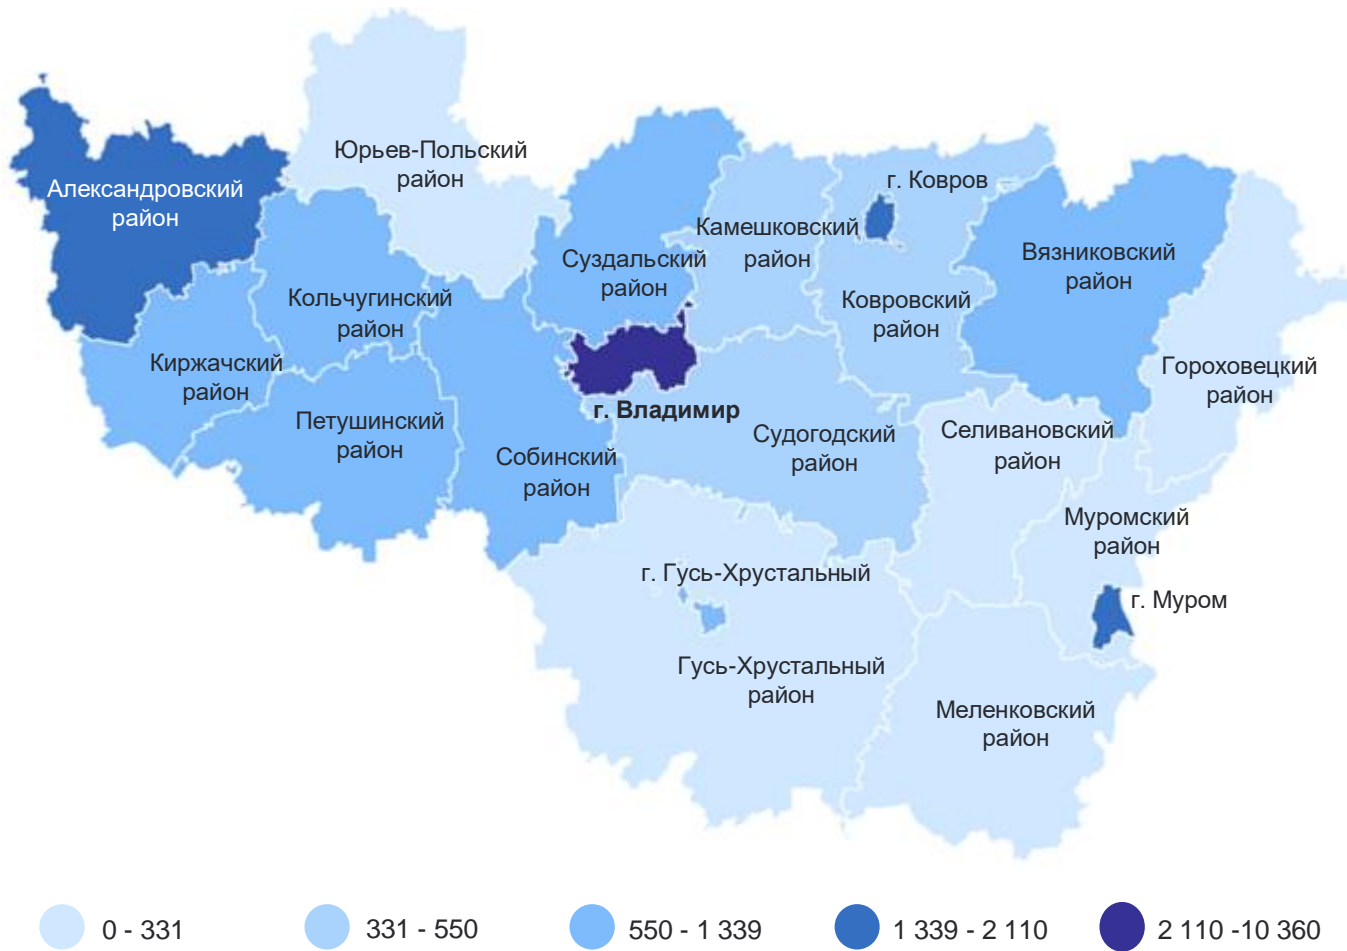 Юрьев-Польский
район
Александровский
район
г. Ковров
Камешковский
район
Суздальский
район
Вязниковский
район
Кольчугинский
район
Ковровский
район
Киржачский
район
Гороховецкий
район
г. Владимир
Петушинский
район
Судогодский
район
Селивановский
район
Собинский
район
Муромский
район
г. Гусь-Хрустальный
г. Муром
Гусь-Хрустальный
район
Меленковский
район
0 - 331
331 - 550
550 - 1 339
1 339 - 2 110
2 110 -10 360